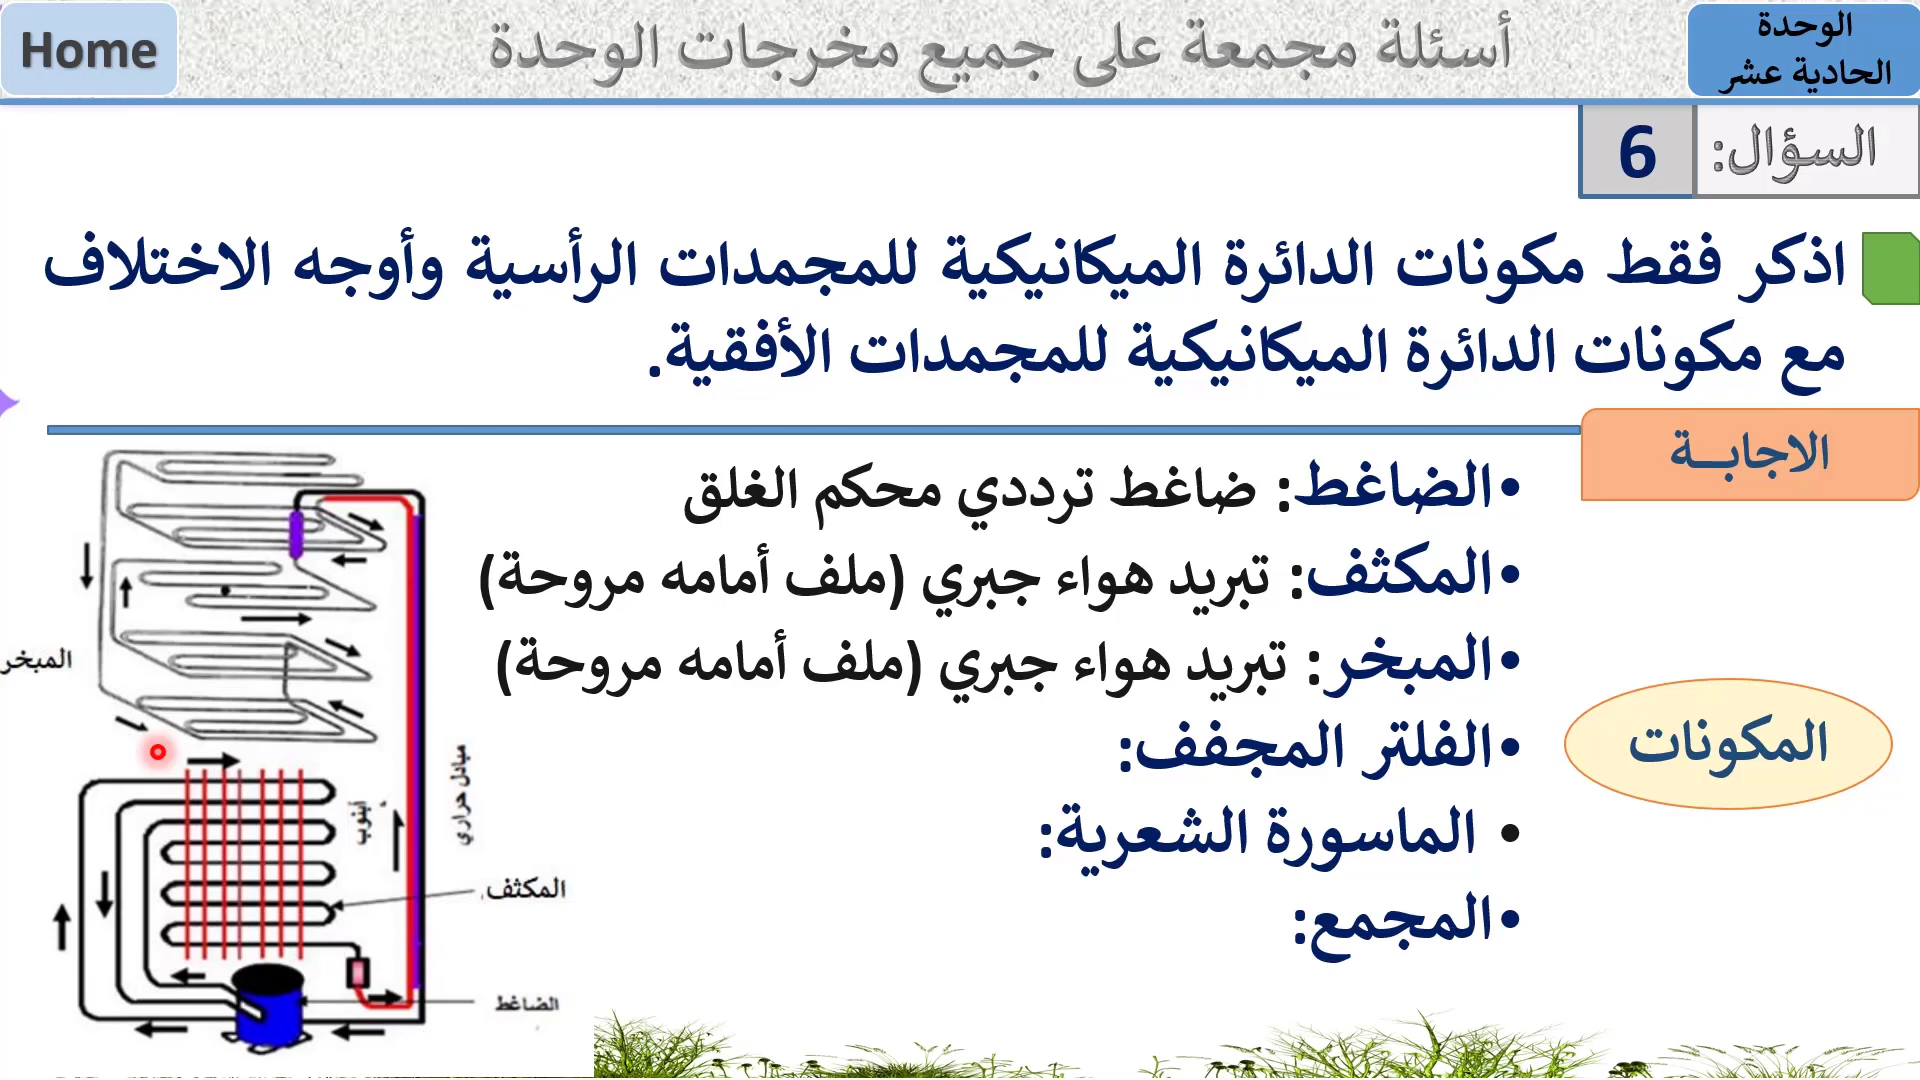 Home
أسئلة مجمعة على جميع مخرجات الوحدة
الوحدة
الحادية عشر
السؤال:
6
اذكر فقط مكونات الدائرة الميكانيكية للمجمدات الرأسية وأوجه الاختلاف
مع مكونات الدائرة الميكانيكية للمجمدات الأفقية.
الاجابـــة
•الضاغط: ضاغط ترددي محكم الغلق
•المكثف: تبريد هواء جبري (ملف أمامه مروحة)
•المبخر: تبريد هواء جبري (ملف أمامه مروحة)
•الفلتر المجفف:
• الماسورة الشعرية:
•المجمع:
المكونات
المبخر
أنبوب
مبادل حراري
المكثف
الضاغط